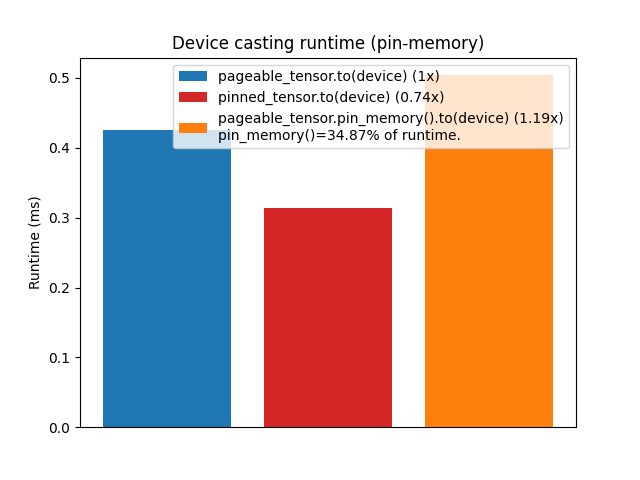 Device casting runtime (pin-memory)
pageable_tensor.to(device) (1x)
pinned_tensor.to(device) (0.74x)
pageable_tensor.pin_memory().to(device) (1.19x)
pin_memory()=34.87% of runtime.
Runtime (ms)
0.5
0.4
0.3
0.2
0.1
0.0